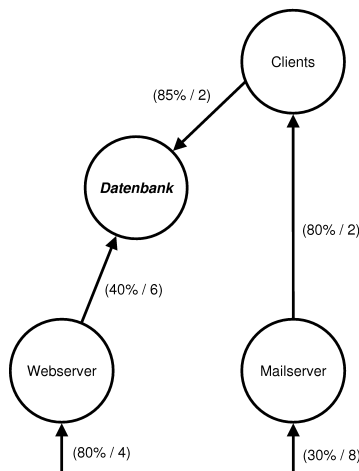 Clients
(85% / 2)
Datenbank
(80% / 2)
(40% / 6)
Webserver
Mailserver
(80% / 4)
(30% / 8)